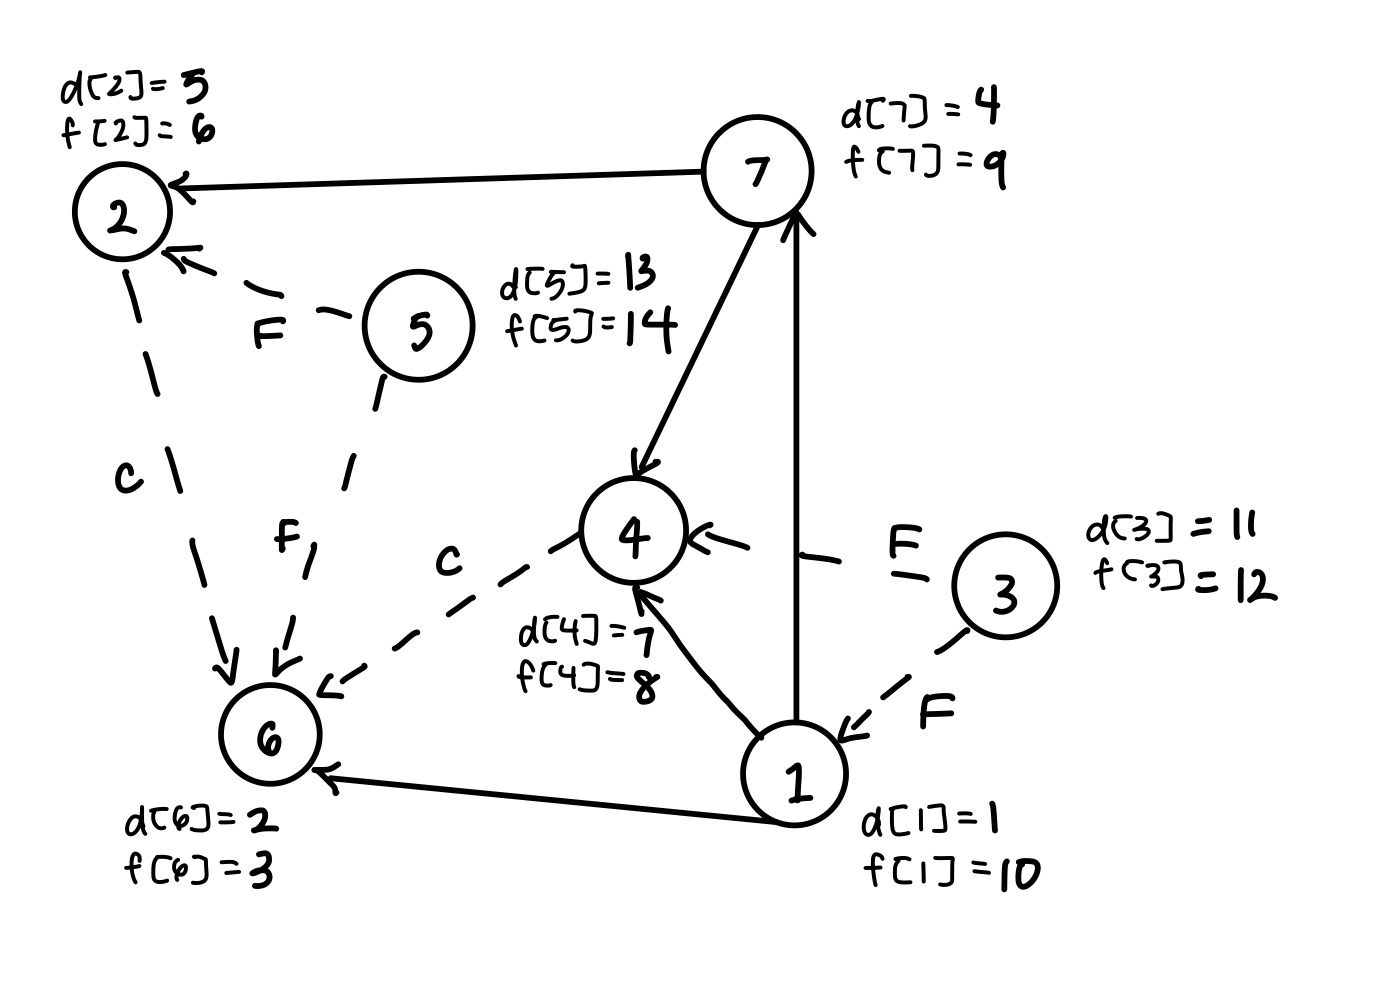 d[2]= 5
f[2]= 6
2
7
d[7] = 4
f[7] = 9
5
d[5]= 13
f[5]= 14
F
C
F
C
4
F
3
d[3] = 11
f[3] = 12
d[4] = 7
f[4] = 8
F
6
1
d[6]= 2
f[6] = 3
d[1] = 1
f[1] = 10